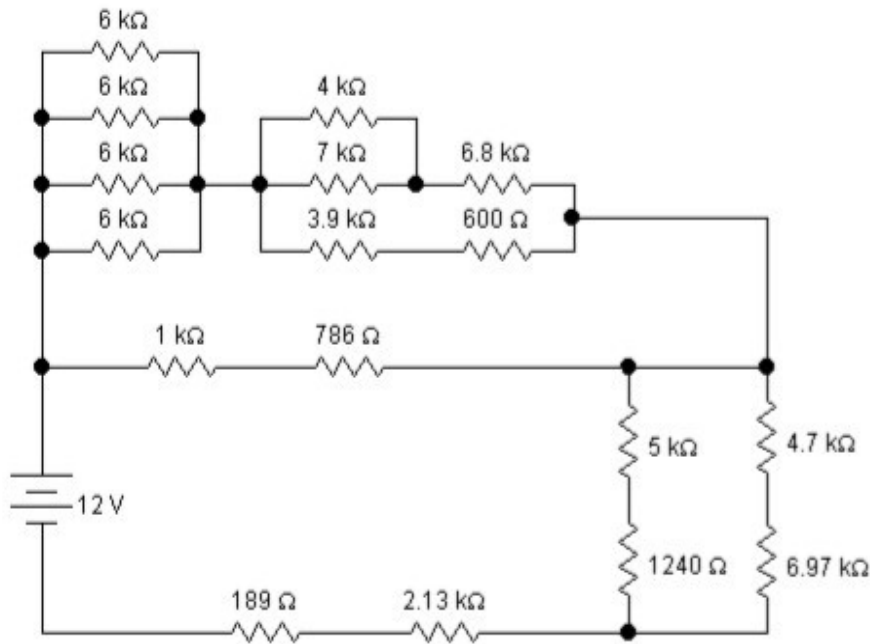 6 kΩ
6 kΩ
4 kΩ
6 kΩ
7 kΩ
6.8 kΩ
6 kΩ
3.9 kΩ
600 Ω
1 kΩ
786 Ω
5 kΩ
4.7 kΩ
12 V
1240 Ω
6.97 kΩ
189 Ω
2.13 kΩ